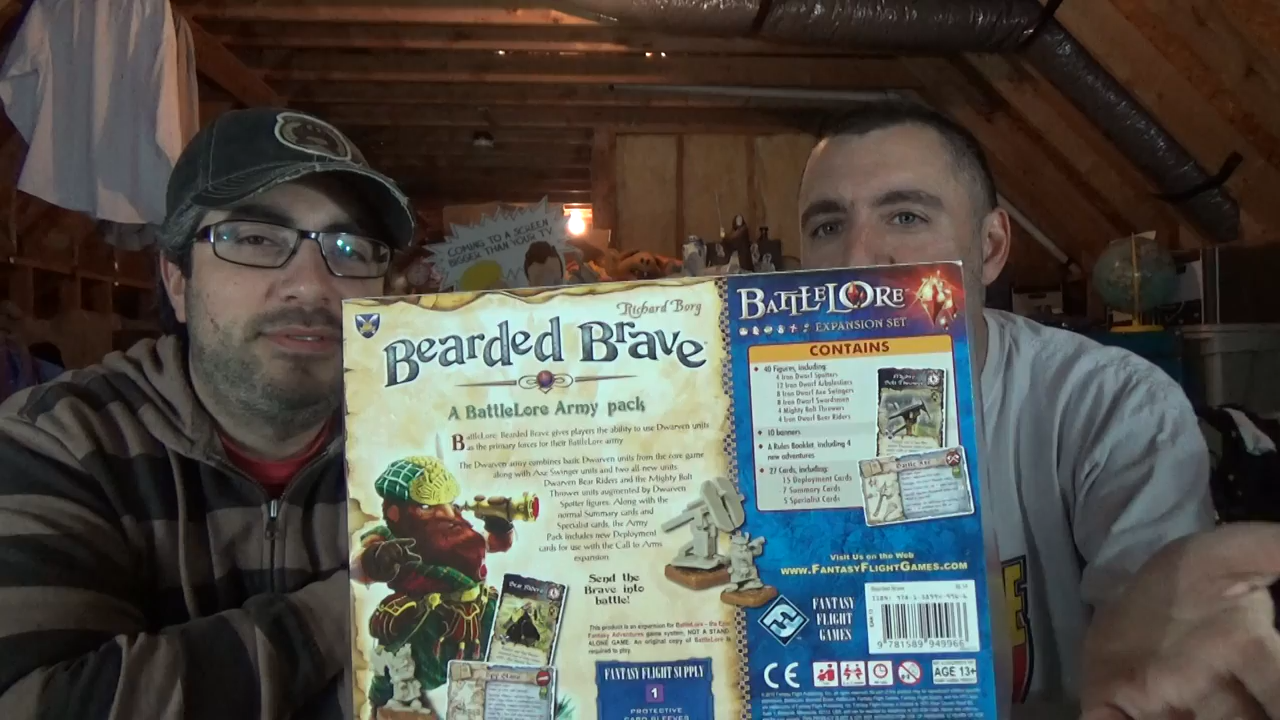 COMING TO A SCREEN
BIGGER THAN YOUR TV
Richard Borg
Bearded Brave
A BattleLore Army pack
BattleLore: Bearded Brave gives players the ability to use Dwarven units
as the primary forces for their BattleLore army
The Dwarven army combines basic Dwarven units from the core game
along with Axe Swinger units and two all-new units
Dwarven Bear Riders and the Mighty Bolt
Thrower units augmented by Dwarven
Spotter figures. Along with the
normal Summary cards and
Specialist cards, the Army
Pack includes new Deployment
cards for use with the Call to Arms
expansion.
Send the
Brave into
battle!
This product is an expansion for BattleLore - the Epic
Fantasy Adventures game system, NOT A STAND
ALONE GAME. An original copy of BattleLore is
required to play.
Bear Riders
FANTASY FLIGHT SUPPLY
1
PROTECTIVE
CARD SLEEVES
BATTLELORE
EXPANSION SET
CONTAINS
40 Figures, including:
4 Iron Dwarf Spotters
12 Iron Dwarf Arbalestiers
8 Iron Dwarf Axe Swingers
8 Iron Dwarf Swordsmen
4 Mighty Bolt Throwers
4 Iron Dwarf Bear Riders
10 banners
A Rules Booklet, including 4
new adventures
27 Cards, including:
15 Deployment Cards
7 Summary Cards
5 Specialist Cards
Mighty
Bolt Thrower
Battle Axe
Visit Us on the Web
www.FantasyFlightGames.com
FANTASY
FLIGHT
GAMES
9 781589 949966
CE
AGE 13+